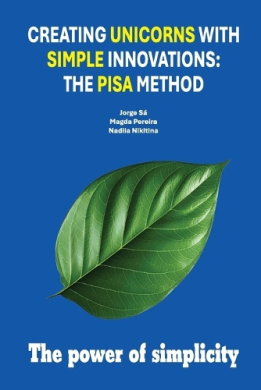 CREATING UNICORNS WITH
SIMPLE INNOVATIONS:
THE PISA METHOD
Jorge Sá
Magda Pereira
Nadiia Nikitina
The power of simplicity